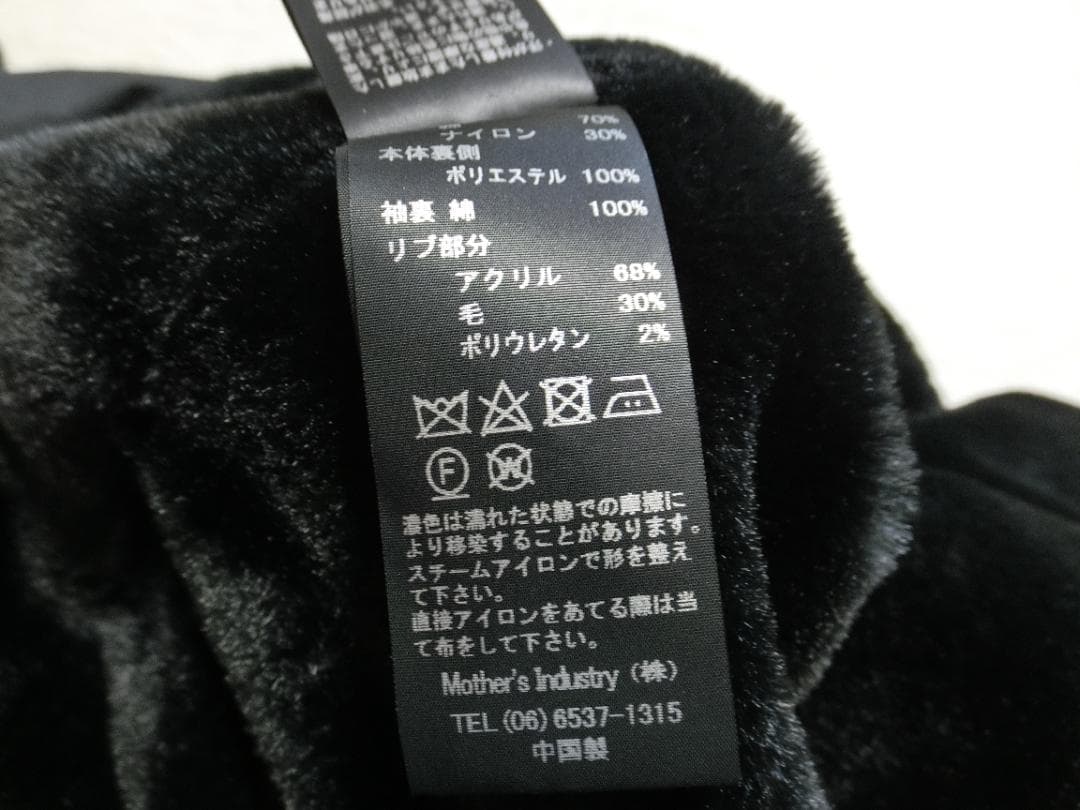 70%
ナイロン 30%
本体裏側
ポリエステル 100%
袖裏 綿 100%
リブ部分
アクリル 68%
毛 30%
ポリウレタン 2%
F W
濃色は濡れた状態での摩擦に
より移染することがあります。
スチームアイロンで形を整え
て下さい。
直接アイロンをあてる際は当
て布をして下さい。
Mother's Industry (株)
TEL (06) 6537-1315
中国製